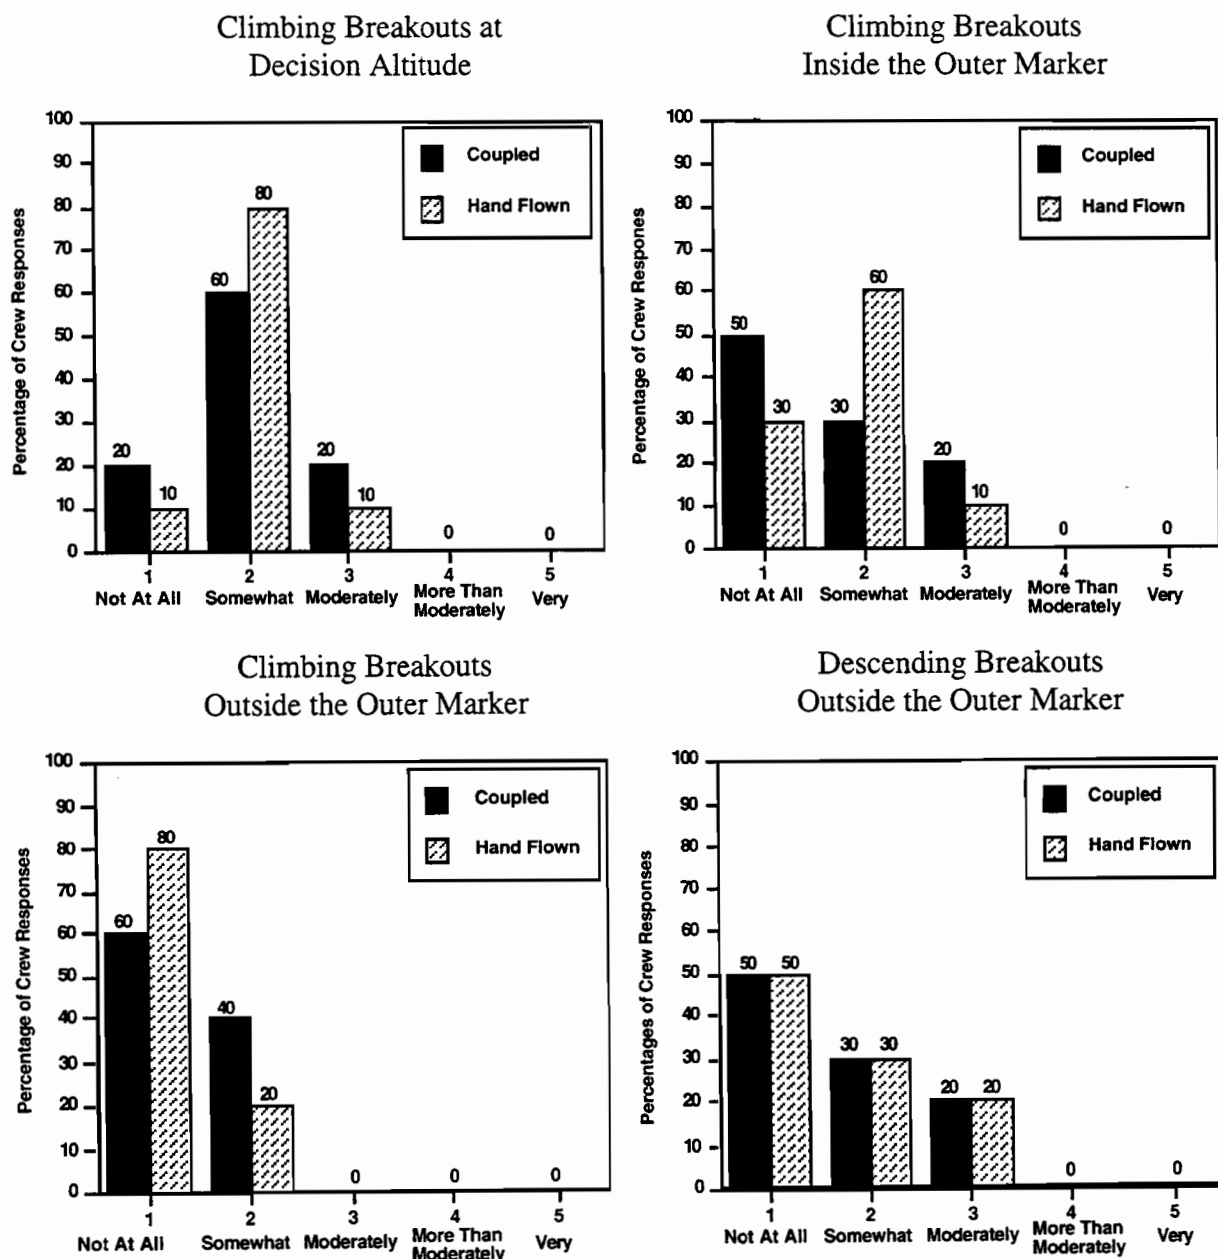 Climbing Breakouts at
Decision Altitude
Percentage of Crew Responses
100
90
80
70
60
50
40
30
20
10
0
Coupled
Hand Flown
20
10
60
80
20
10
0
0
1
2
3
4
5
Not At All
Somewhat
Moderately
More Than
Moderately
Very
Climbing Breakouts
Inside the Outer Marker
Percentage of Crew Respones
100
90
80
70
60
50
40
30
20
10
0
Coupled
Hand Flown
50
30
30
60
20
10
0
0
1
2
3
4
5
Not At All
Somewhat
Moderately
More Than
Moderately
Very
Climbing Breakouts
Outside the Outer Marker
Percentage of Crew Responses
100
90
80
70
60
50
40
30
20
10
0
Coupled
Hand Flown
60
80
40
20
0
0
0
1
2
3
4
5
Not At All
Somewhat
Moderately
More Than
Moderately
Very
Descending Breakouts
Outside the Outer Marker
Percentages of Crew Responses
100
90
80
70
60
50
40
30
20
10
0
Coupled
Hand Flown
50
50
30
30
20
20
0
0
1
2
3
4
5
Not At All
Somewhat
Moderately
More Than
Moderately
Very